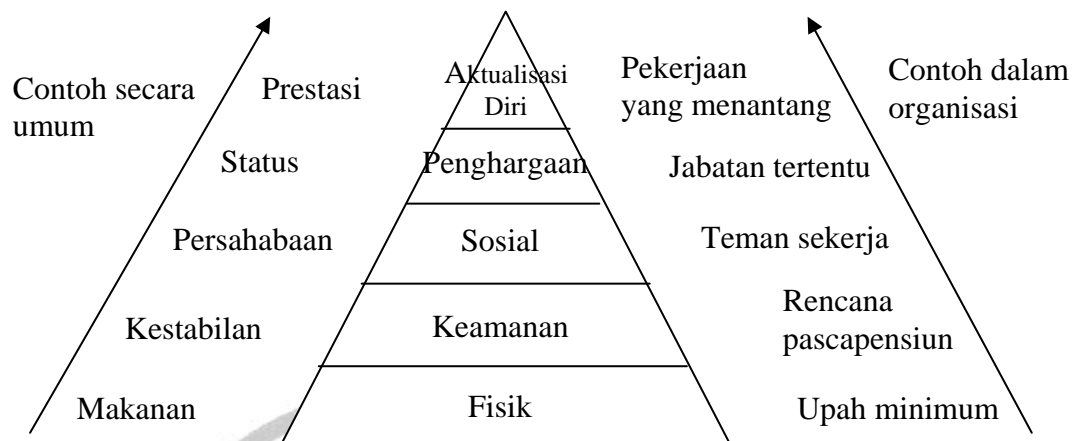 Contoh secara
umum
Prestasi
Aktualisasi
Diri
Pekerjaan
yang menantang
Contoh dalam
organisasi
Status
Penghargaan
Jabatan tertentu
Persahabaan
Sosial
Teman sekerja
Kestabilan
Keamanan
Rencana
pascapensiun
Makanan
Fisik
Upah minimum